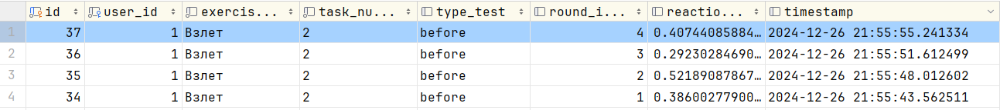 id user_id exercis... task_nu... type_test round_i... reactio... timestamp
1 37 1 Взлет 2 before 4 0.40744085884… 2024-12-26 21:55:55.241334
2 36 1 Взлет 2 before 3 0.29230284690… 2024-12-26 21:55:51.612499
3 35 1 Взлет 2 before 2 0.52189087867… 2024-12-26 21:55:48.012602
4 34 1 Взлет 2 before 1 0.38600277900… 2024-12-26 21:55:43.562511